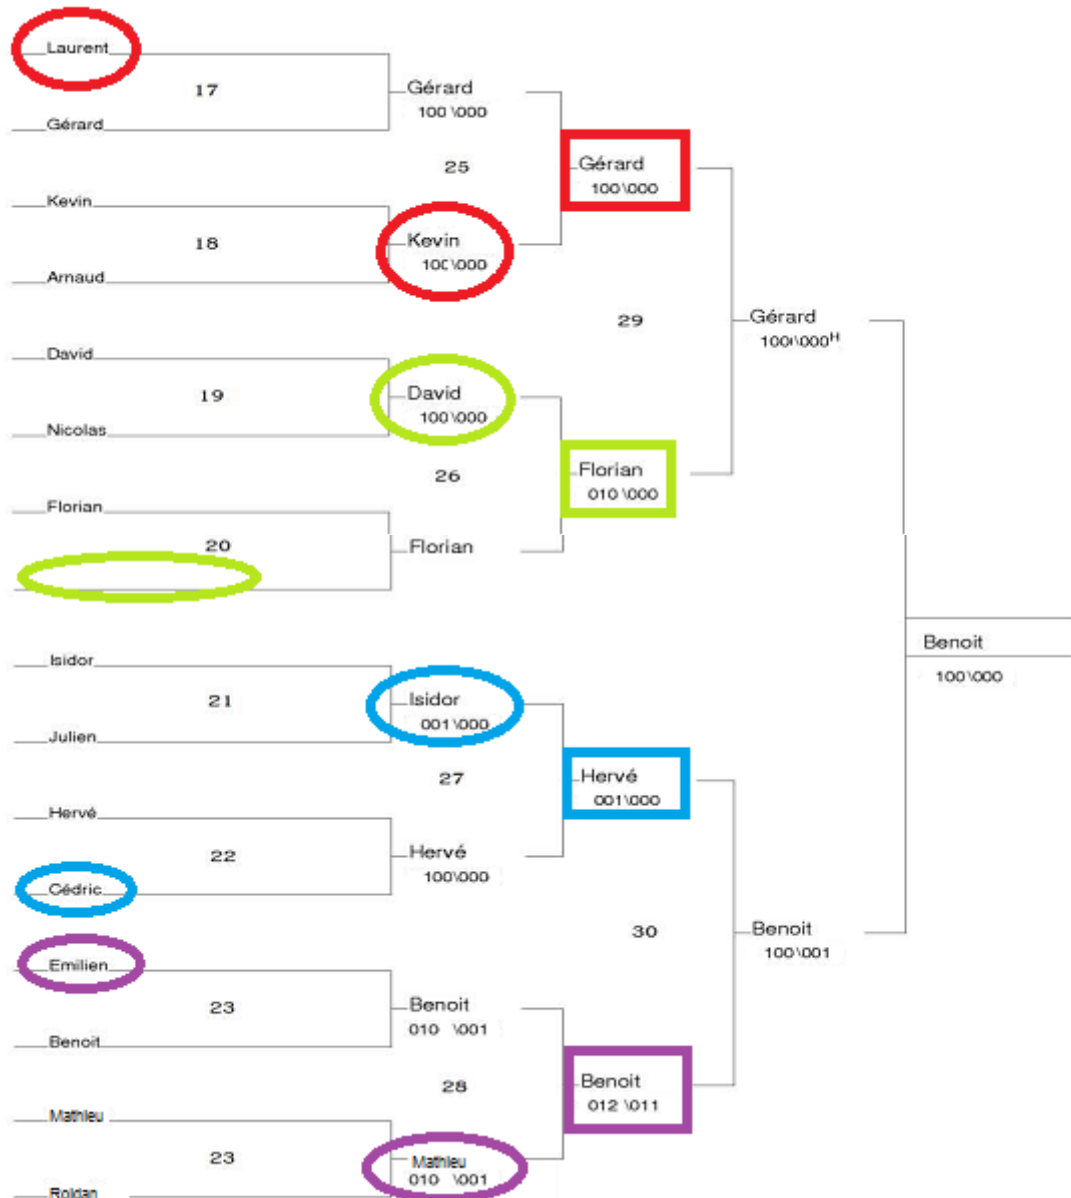 Laurent
17
Gérard
100\000
Gérard
25
Gérard
100\000
Kevin
18
Kevin
100\000
Arnaud
29
Gérard
100\000H
David
19
David
100\000
Nicolas
26
Florian
010\000
Florian
20
Florian
Isidor
21
Isidor
001\000
Julien
27
Hervé
001\000
Hervé
22
Hervé
100\000
Cédric
30
Benoit
100\001
Benoit
100\000
Emilien
23
Benoit
010 \001
Benoit
28
Benoit
012 \011
Mathieu
23
Mathieu
010 \001
Roldan